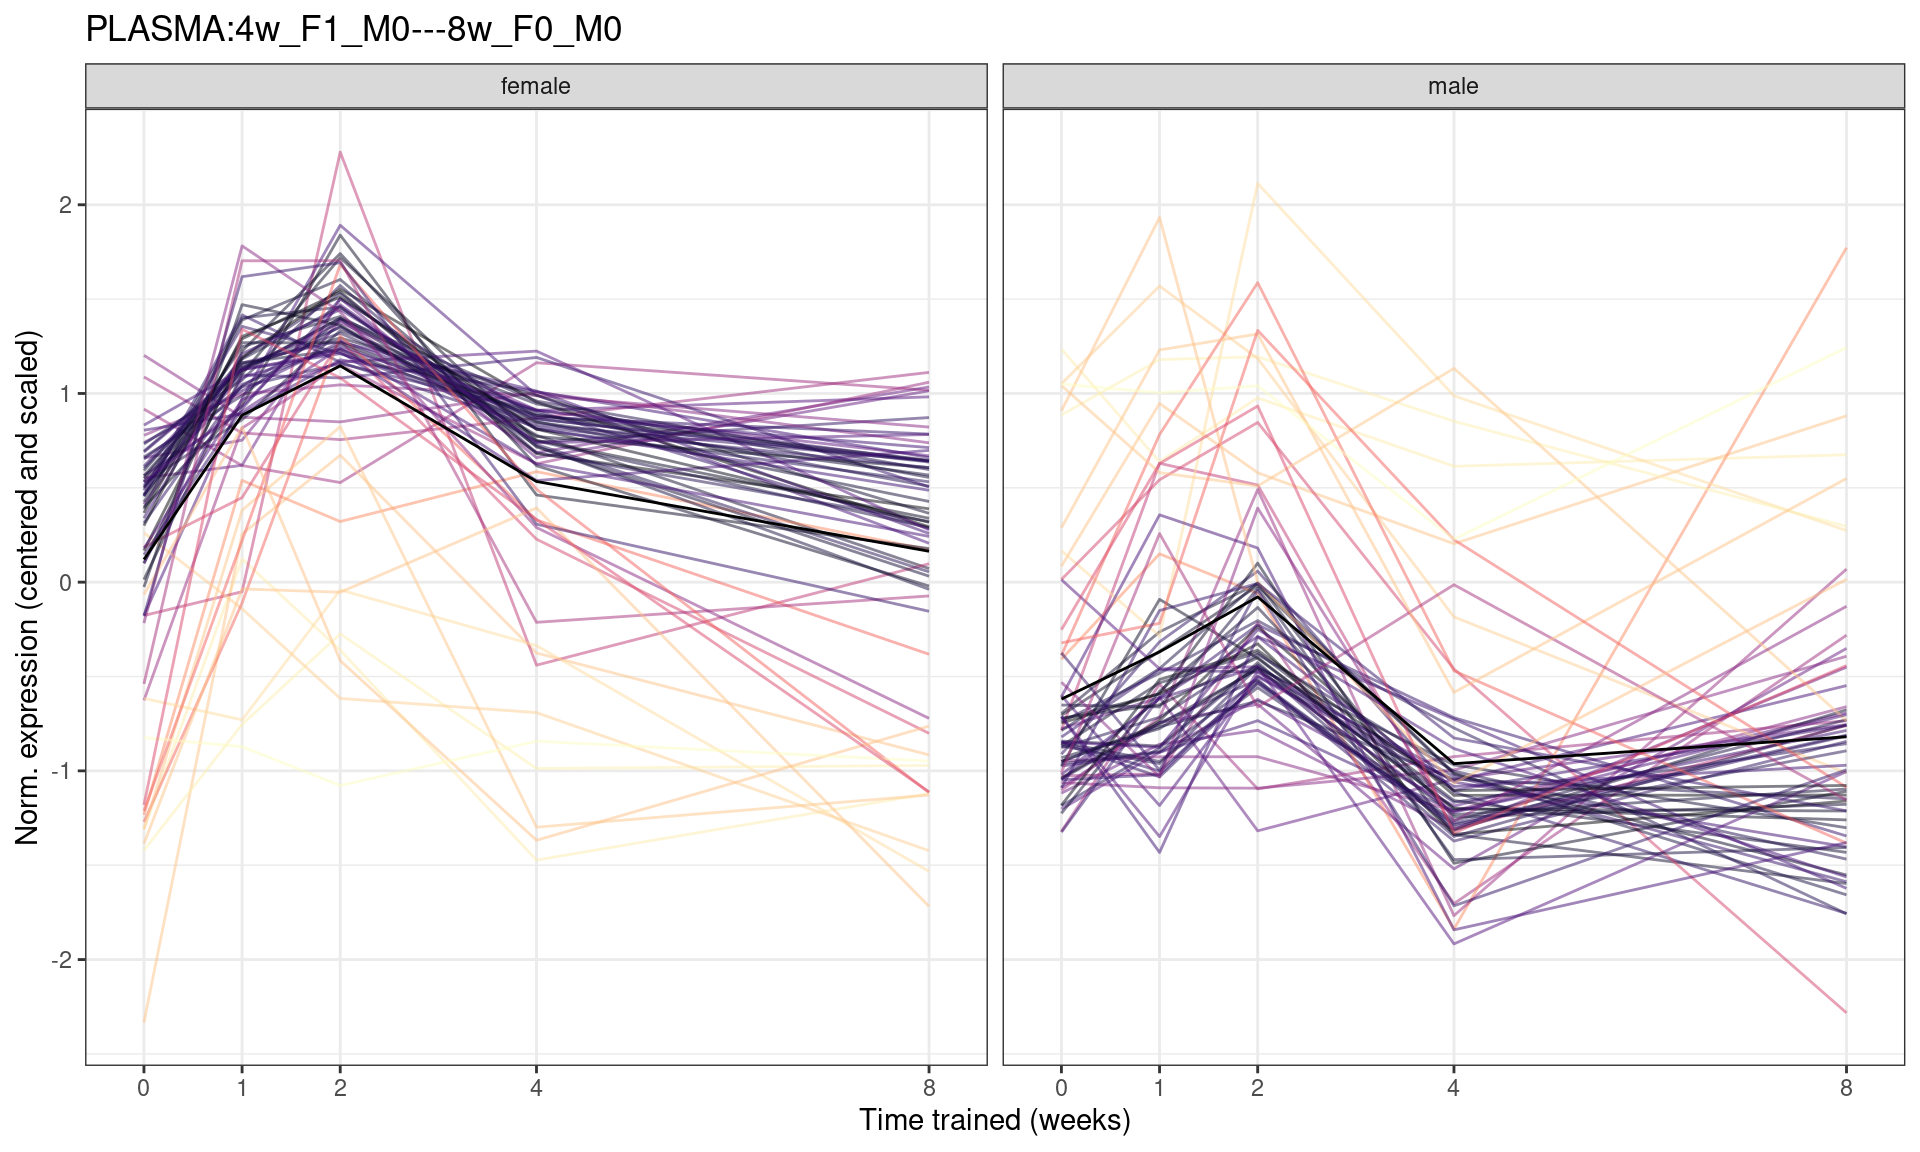 PLASMA:4w_F1_M0---8w_F0_M0
female
male
Norm. expression (centered and scaled)
2
1
0
-1
-2
0 1 2 4 8
0 1 2 4 8
Time trained (weeks)